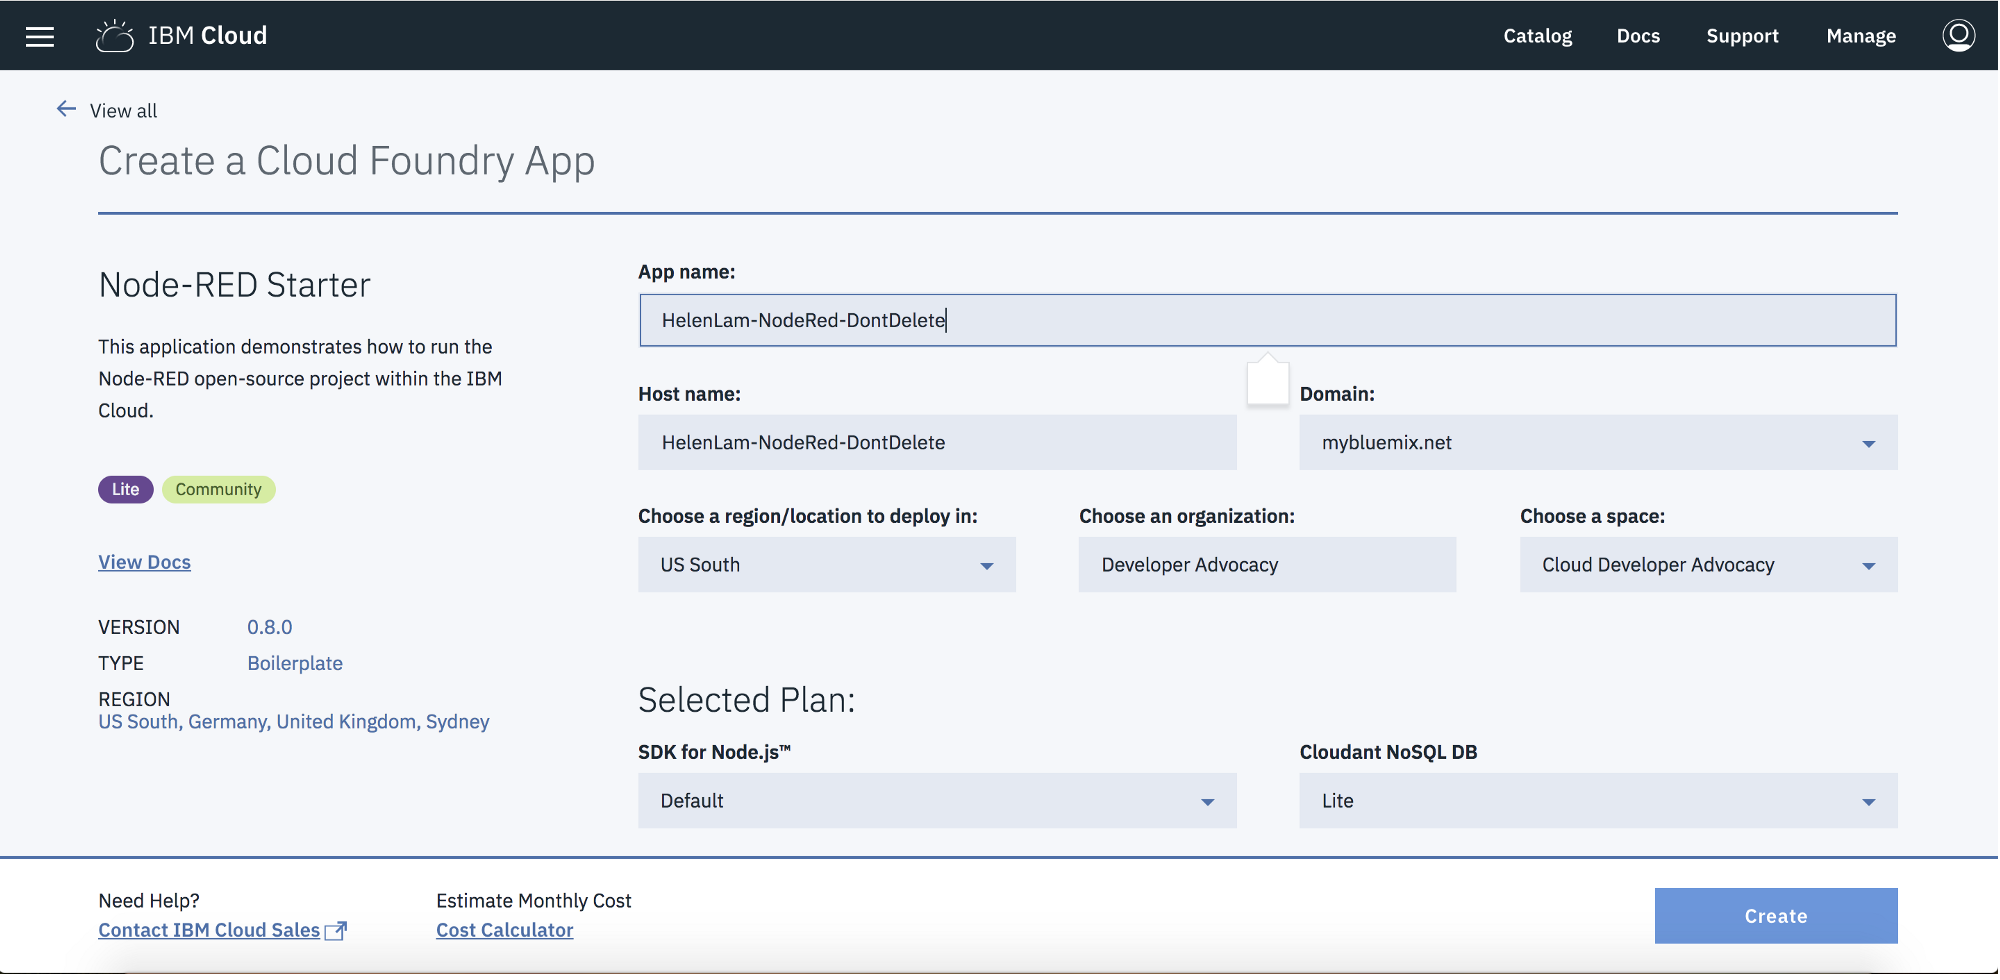 IBM Cloud
Catalog Docs Support Manage
View all
Create a Cloud Foundry App
Node-RED Starter
This application demonstrates how to run the
Node-RED open-source project within the IBM
Cloud.
Lite Community
View Docs
VERSION 0.8.0
TYPE Boilerplate
REGION
US South, Germany, United Kingdom, Sydney
App name:
HelenLam-NodeRed-DontDelete
Host name:
HelenLam-NodeRed-DontDelete
Domain:
mybluemix.net
Choose a region/location to deploy in:
US South
Choose an organization:
Developer Advocacy
Choose a space:
Cloud Developer Advocacy
Selected Plan:
SDK for Node.js™
Default
Cloudant NoSQL DB
Lite
Need Help?
Contact IBM Cloud Sales
Estimate Monthly Cost
Cost Calculator
Create